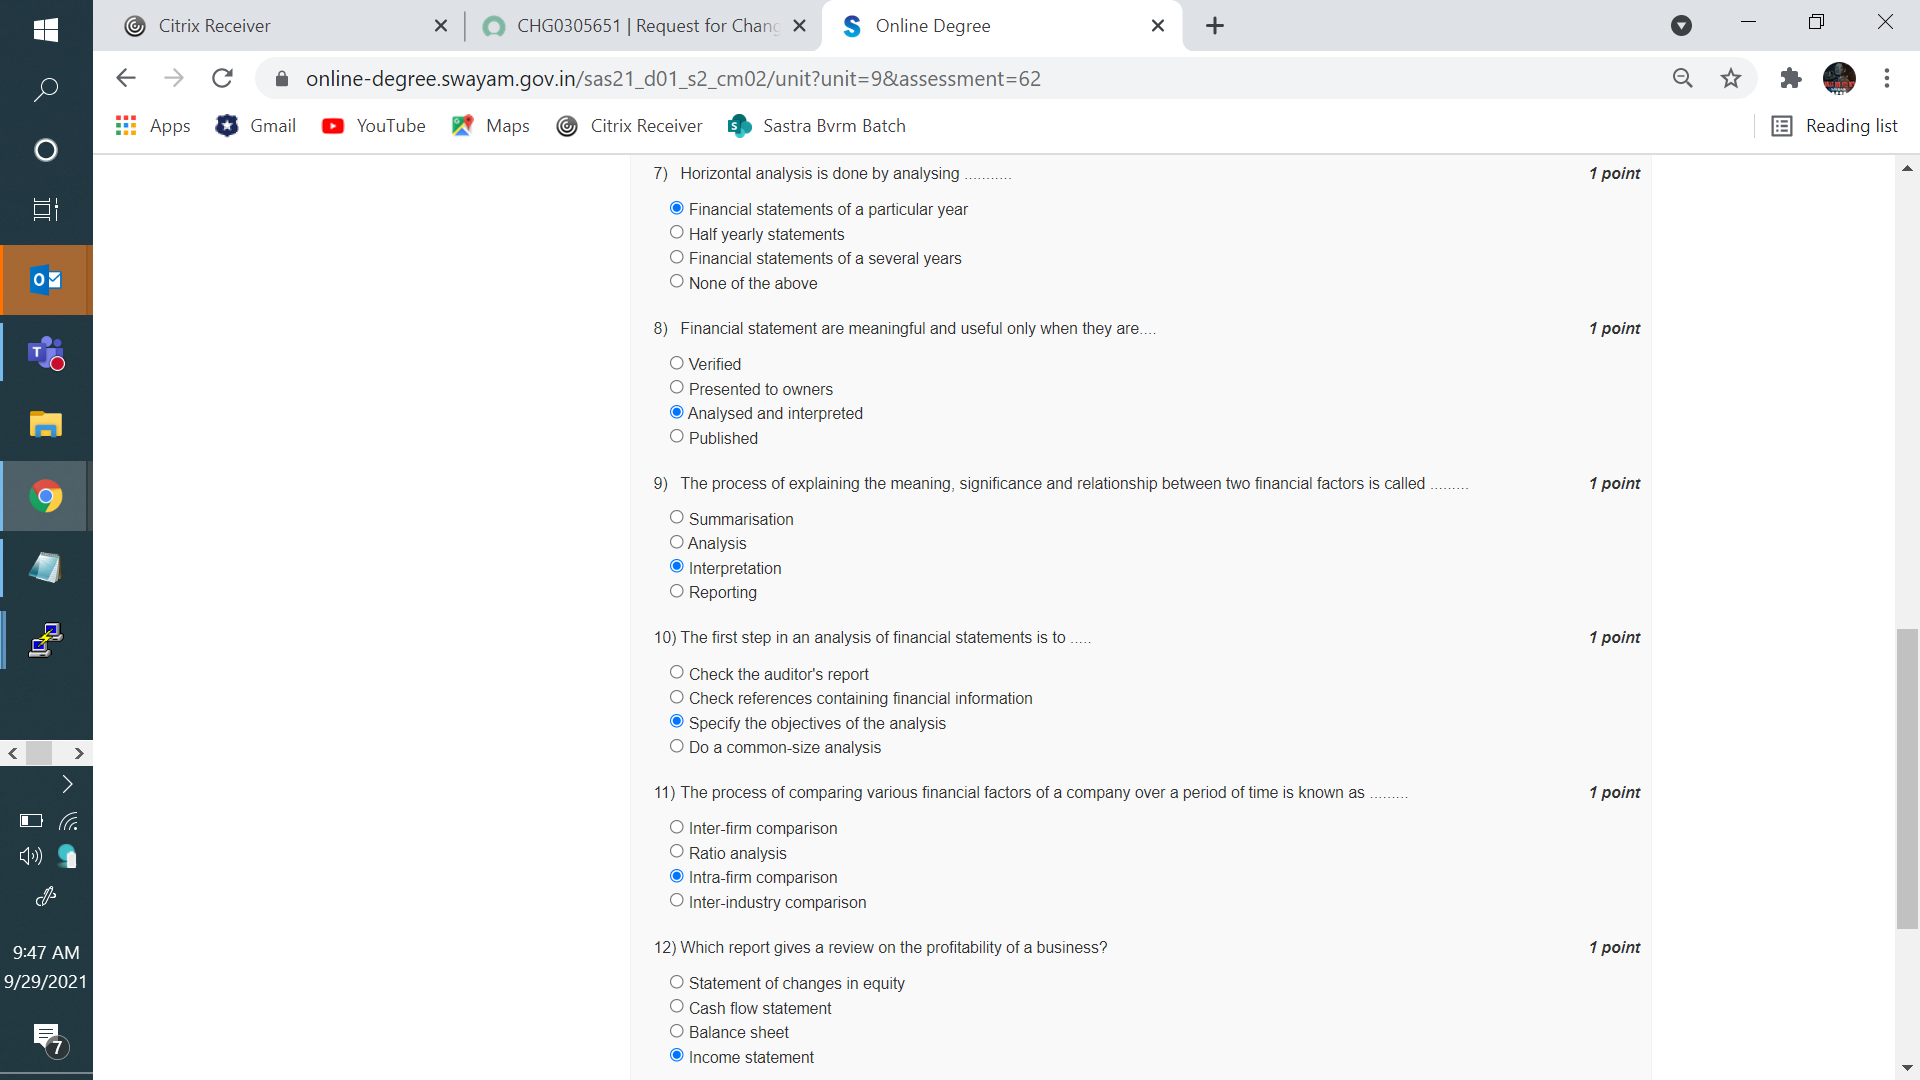 Citrix Receiver
CHG0305651 | Request for Chang
Online Degree
online-degree.swayam.gov.in/sas21_d01_s2_cm02/unit?unit=9&assessment=62
Apps
Gmail
YouTube
Maps
Citrix Receiver
Sastra Bvrm Batch
Reading list
7) Horizontal analysis is done by analysing ...........
1 point
Financial statements of a particular year
Half yearly statements
Financial statements of a several years
None of the above
8) Financial statement are meaningful and useful only when they are....
1 point
Verified
Presented to owners
Analysed and interpreted
Published
9) The process of explaining the meaning, significance and relationship between two financial factors is called .........
1 point
Summarisation
Analysis
Interpretation
Reporting
10) The first step in an analysis of financial statements is to .....
1 point
Check the auditor's report
Check references containing financial information
Specify the objectives of the analysis
Do a common-size analysis
11) The process of comparing various financial factors of a company over a period of time is known as .........
1 point
Inter-firm comparison
Ratio analysis
Intra-firm comparison
Inter-industry comparison
12) Which report gives a review on the profitability of a business?
1 point
Statement of changes in equity
Cash flow statement
Balance sheet
Income statement
9:47 AM
9/29/2021
7